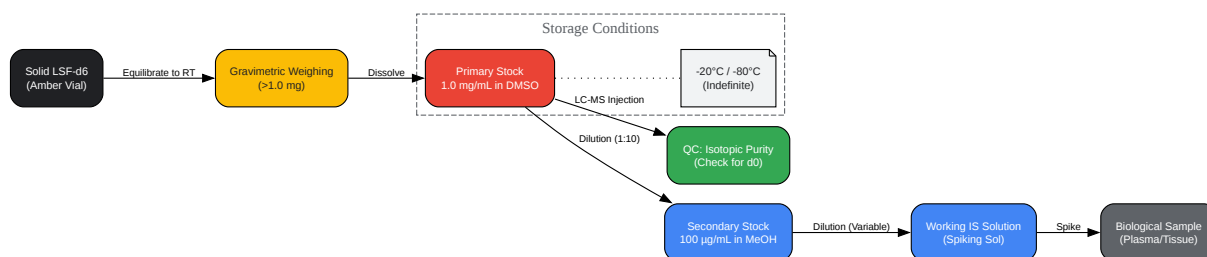 Storage Conditions
Solid LSF-d6
(Amber Vial)
Equilibrate to RT
Gravimetric Weighing
(>1.0 mg)
Dissolve
Primary Stock
1.0 mg/mL in DMSO
-20°C / -80°C
(Indefinite)
LC-MS Injection
Dilution (1:10)
QC: Isotopic Purity
(Check for d0)
Secondary Stock
100 µg/mL in MeOH
Dilution (Variable)
Working IS Solution
(Spiking Sol)
Spike
Biological Sample
(Plasma/Tissue)